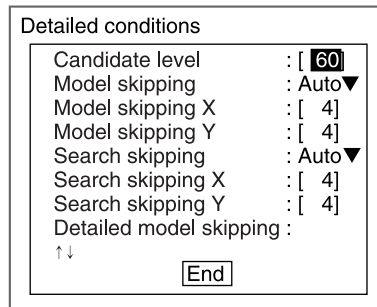 Detailed conditions
Candidate level : [ 60]
Model skipping : Auto▼
Model skipping X : [ 4]
Model skipping Y : [ 4]
Search skipping : Auto▼
Search skipping X : [ 4]
Search skipping Y : [ 4]
Detailed model skipping :
↑↓
End